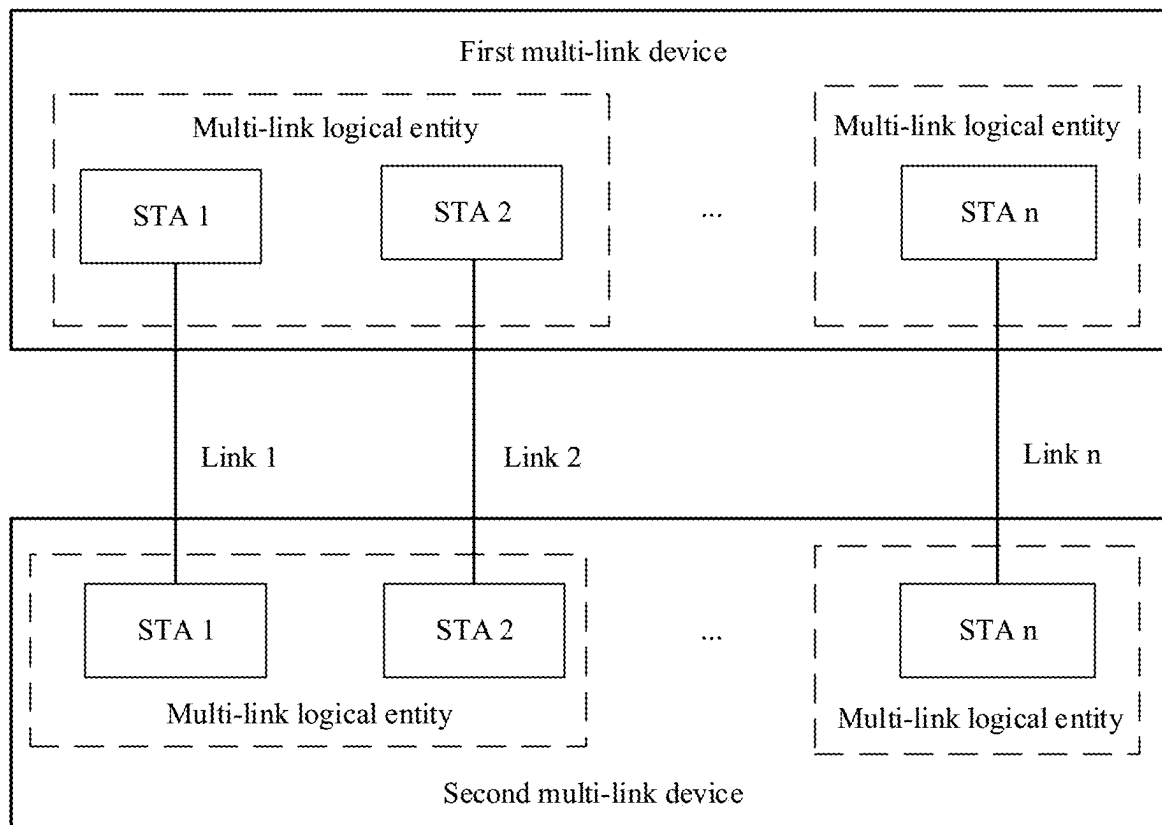 First multi-link device
Multi-link logical entity
Multi-link logical entity
STA 1
STA 2
...
STA n
Link 1
Link 2
Link n
STA 1
STA 2
...
STA n
Multi-link logical entity
Multi-link logical entity
Second multi-link device